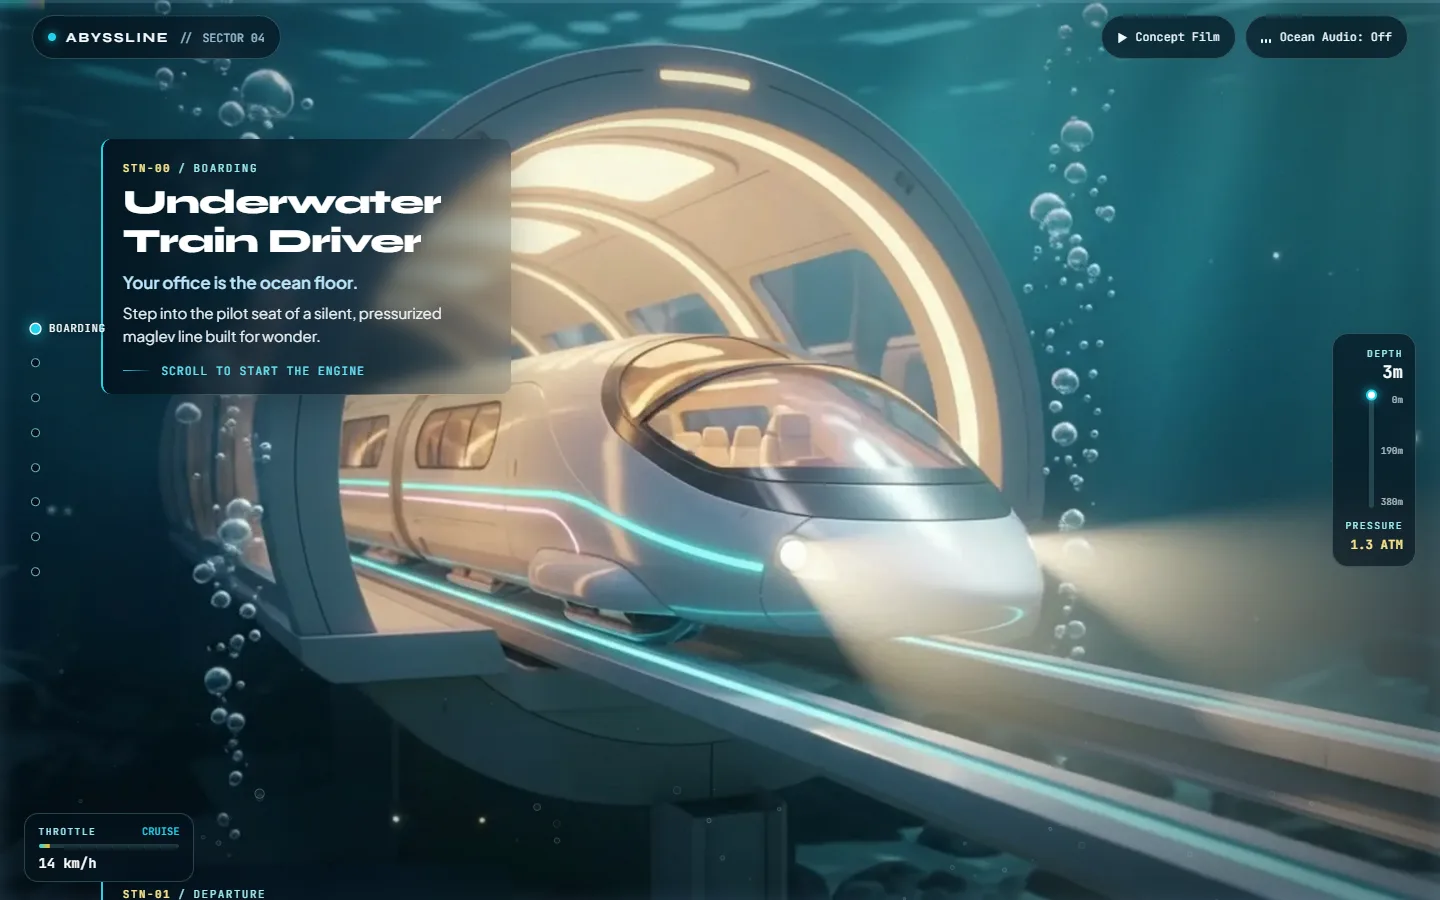 ABYSSLINE // SECTOR 04
Concept Film
Ocean Audio: Off
STN-00 / BOARDING
Underwater
Train Driver
Your office is the ocean floor.
Step into the pilot seat of a silent, pressurized
maglev line built for wonder.
SCROLL TO START THE ENGINE
BOARDING
DEPTH
3m
0m
190m
380m
PRESSURE
1.3 ATM
THROTTLE CRUISE
14 km/h
STN-01 / DEPARTURE